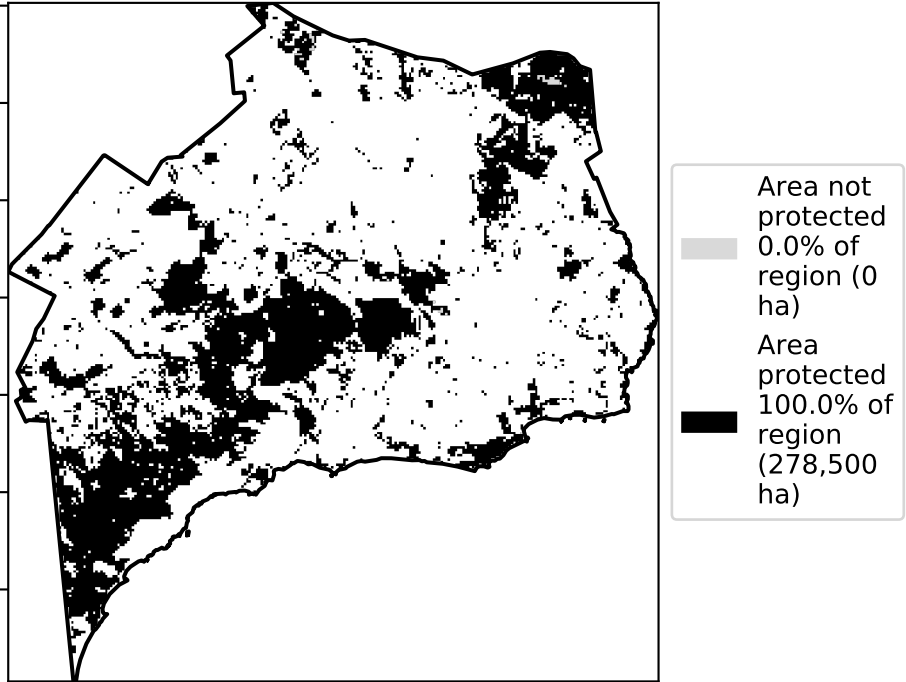 Area not
protected
0.0% of
region (0
ha)
Area
protected
100.0% of
region
(278,500
ha)